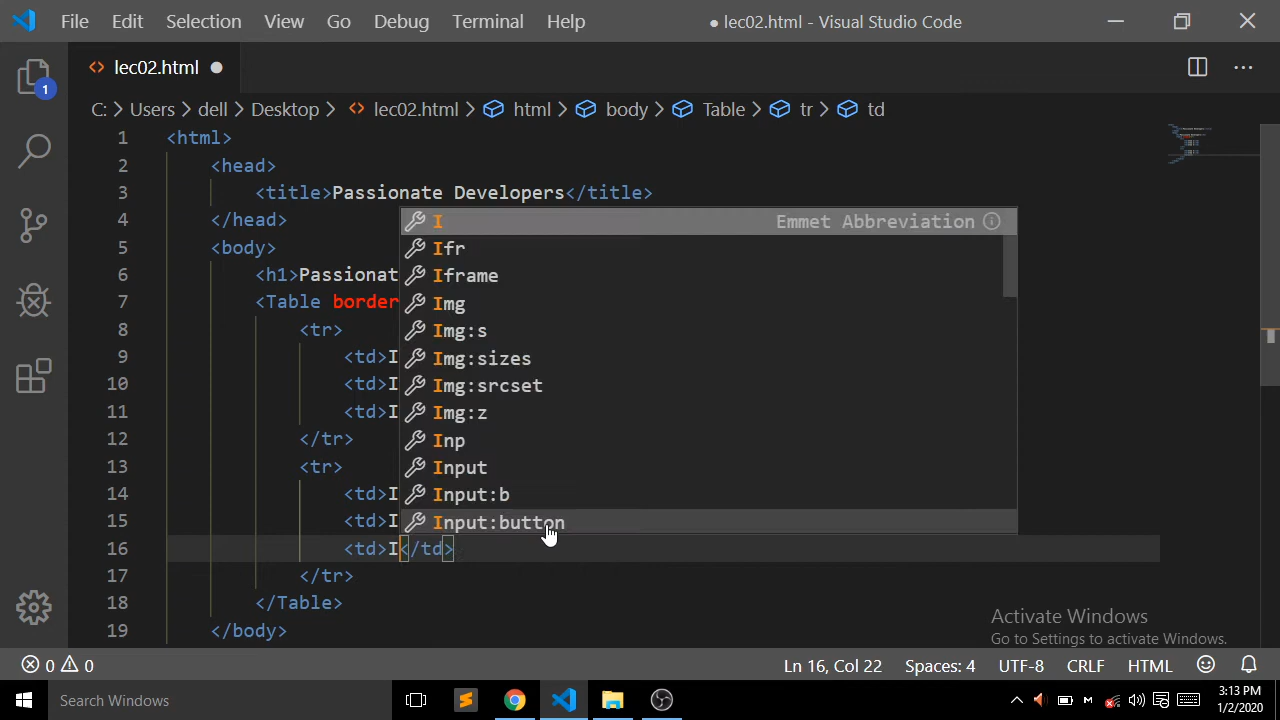 File Edit Selection View Go Debug Terminal Help ● lec02.html - Visual Studio Code
lec02.html
1
C: > Users > dell > Desktop > lec02.html > html > body > Table > tr > td
1 <html>
2 <head>
3 <title>Passionate Developers</title>
4 </head>
5 <body>
6 <h1>Passionat
7 <Table border
8 <tr>
9 <td>I
10 <td>I
11 <td>I
12 </tr>
13 <tr>
14 <td>I
15 <td>I
16 <td>I</td>
17 </tr>
18 </Table>
19 </body>
I Emmet Abbreviation
Ifr
Iframe
Img
Img:s
Img:sizes
Img:srcset
Img:z
Inp
Input
Input:b
Input:button
Activate Windows
Go to Settings to activate Windows.
0 0 Ln 16, Col 22 Spaces: 4 UTF-8 CRLF HTML
Search Windows
3:13 PM
1/2/2020